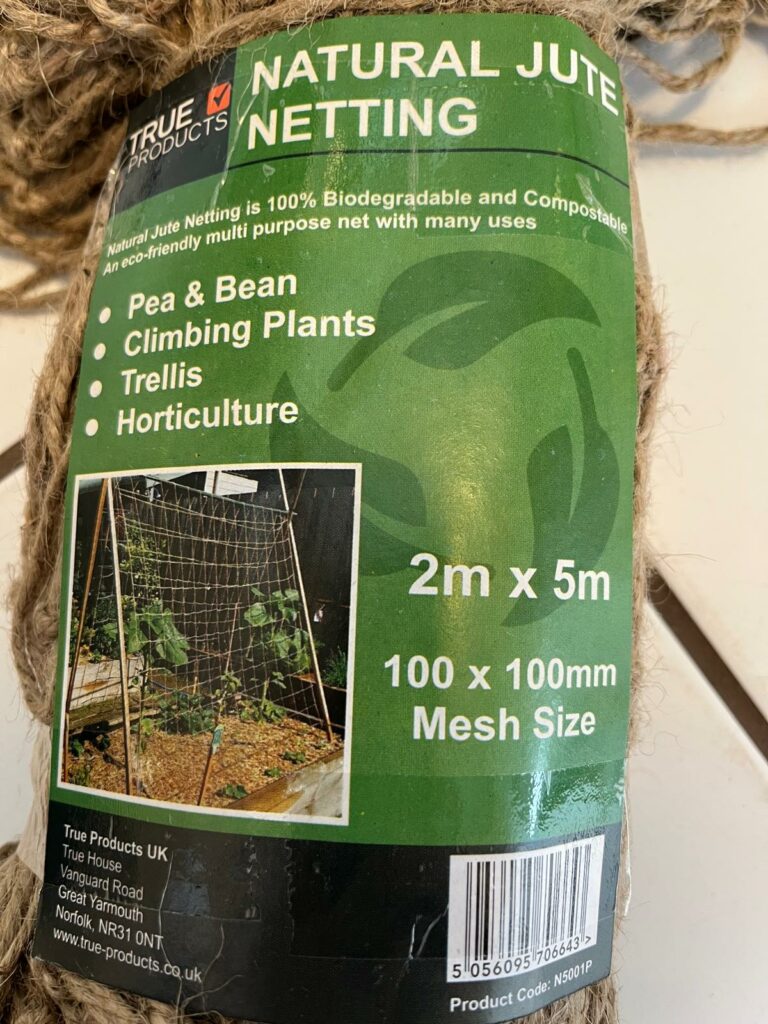 TRUE
PRODUCTS
NATURAL JUTE
NETTING
Natural Jute Netting is 100% Biodegradable and Compostable
An eco-friendly multi purpose net with many uses
• Pea & Bean
• Climbing Plants
• Trellis
• Horticulture
2m x 5m
100 x 100mm
Mesh Size
True Products UK
True House
Vanguard Road
Great Yarmouth
Norfolk, NR31 0NT
www.true-products.co.uk
5 056095 706643 >
Product Code: N5001P